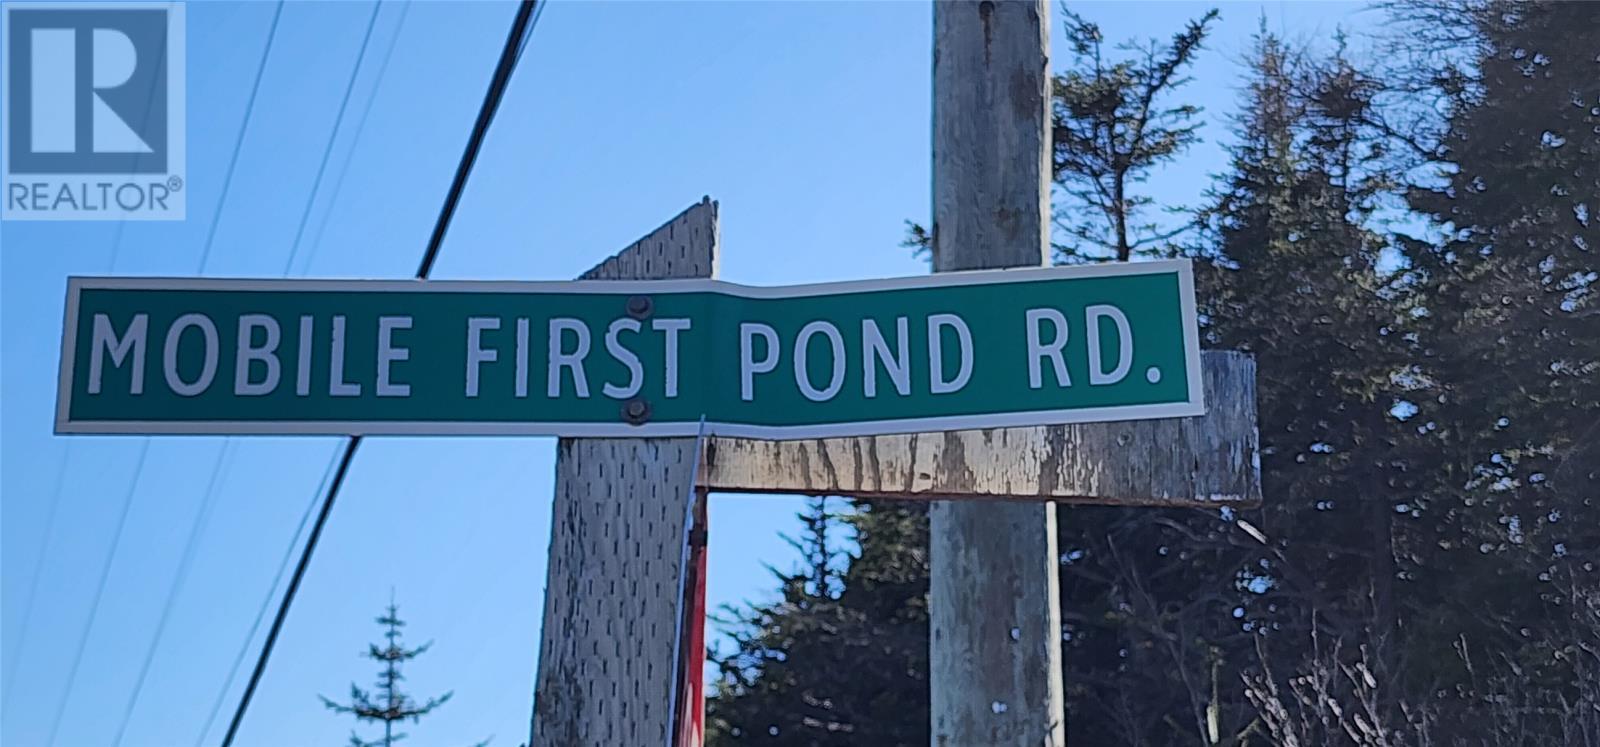 R
REALTOR®
MOBILE FIRST POND RD.